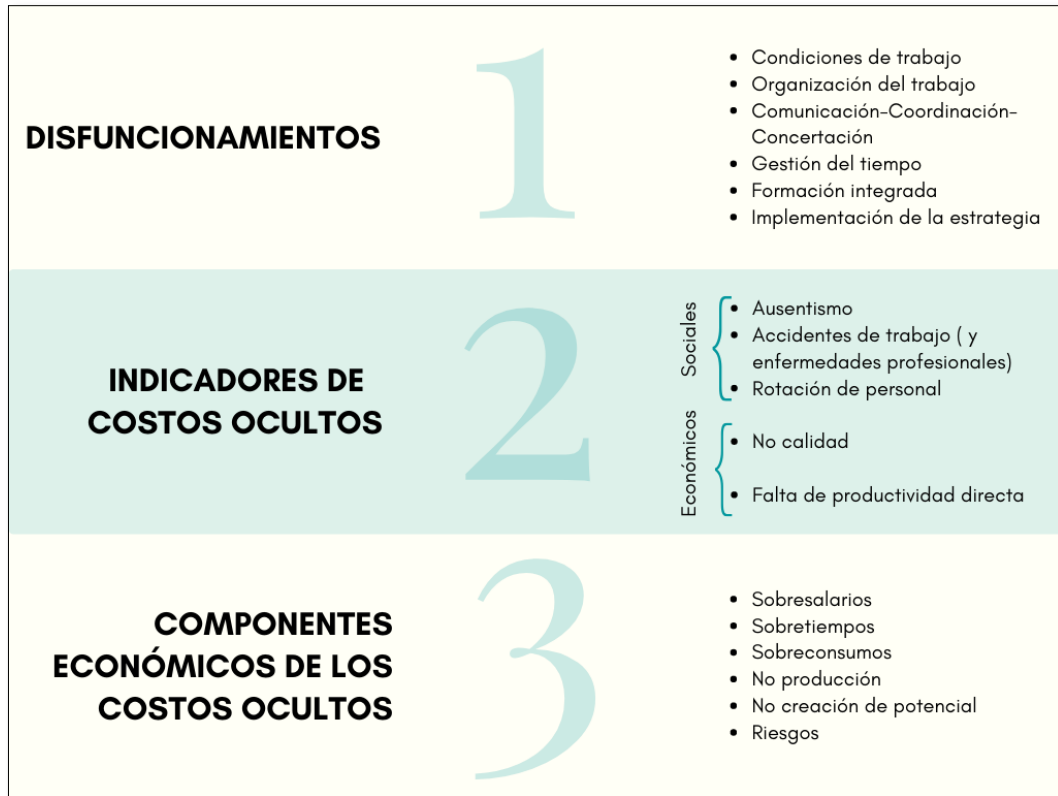 DISFUNCIONAMIENTOS
1
• Condiciones de trabajo
• Organización del trabajo
• Comunicación-Coordinación-
Concertación
• Gestión del tiempo
• Formación integrada
• Implementación de la estrategia
INDICADORES DE
COSTOS OCULTOS
2
Sociales
• Ausentismo
• Accidentes de trabajo ( y
enfermedades profesionales)
• Rotación de personal
Económicos
• No calidad
• Falta de productividad directa
COMPONENTES
ECONÓMICOS DE LOS
COSTOS OCULTOS
3
• Sobresalarios
• Sobretiempos
• Sobreconsumos
• No producción
• No creación de potencial
• Riesgos